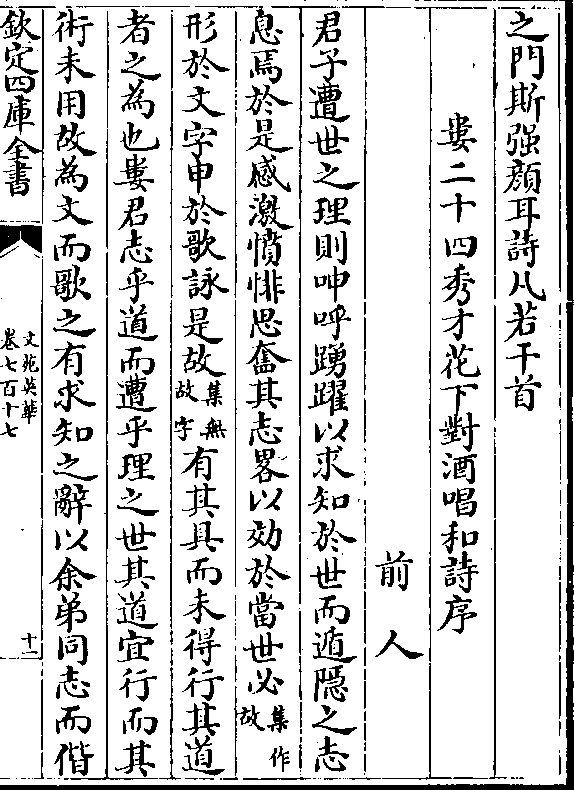 之門斯强顔耳詩凡若干首
婁二十四秀才花下對酒唱和詩序
前人
君子遭世之理則呻呼踴躍以求知於世而遁隱之志
息焉於是感激憤悱思奮其志畧以効於當世必集作故
形於文字申於歌詠是故集無故字有其具而未得行其道
者之為也婁君志乎道而遭乎理之世其道宜行而其
術未用故為文而歌之有求知之辭以余弟同志而偕
欽定四庫全書
文苑英華
卷七百十七
十一